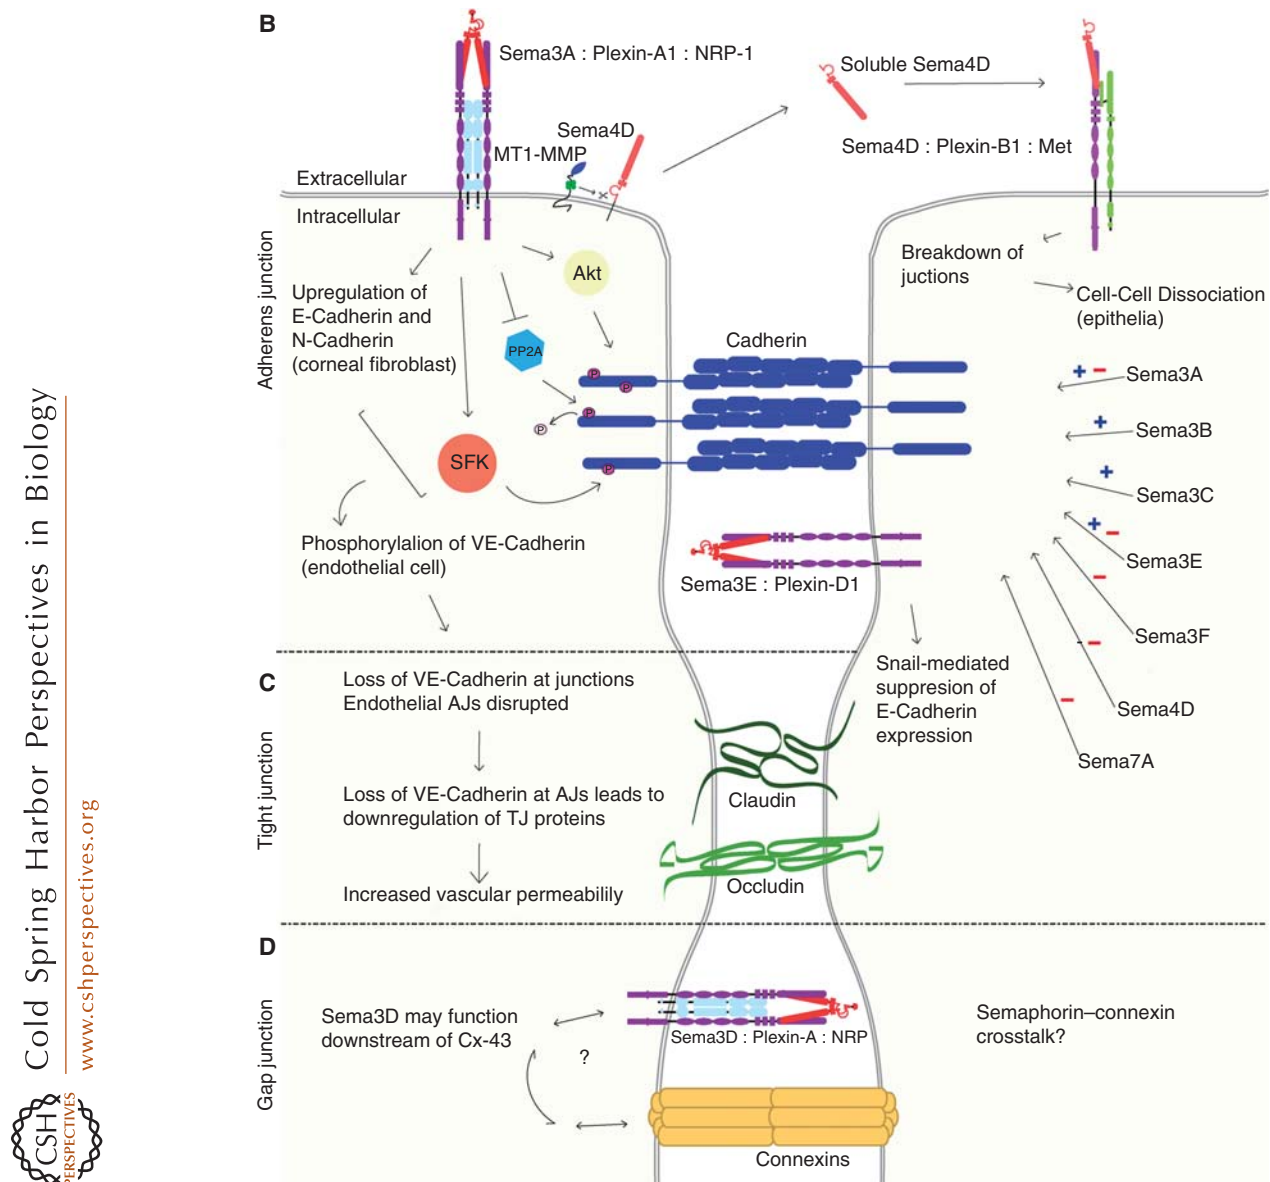 Cold Spring Harbor Perspectives in Biology
www.cshperspectives.org
CSH
PERSPECTIVES
B
Sema3A : Plexin-A1 : NRP-1
Soluble Sema4D
Sema4D
MT1-MMP
Sema4D : Plexin-B1 : Met
Extracellular
Intracellular
Adherens junction
Akt
Breakdown of
juctions
Upregulation of
E-Cadherin and
N-Cadherin
(corneal fibroblast)
Cell-Cell Dissociation
(epithelia)
PP2A
Cadherin
P
P
P
P
P
+ − Sema3A
+ Sema3B
SFK
+ Sema3C
+ − Sema3E
Phosphorylalion of VE-Cadherin
(endothelial cell)
Sema3E : Plexin-D1
− Sema3F
− Sema4D
− Sema7A
Snail-mediated
suppresion of
E-Cadherin
expression
C
Tight junction
Loss of VE-Cadherin at junctions
Endothelial AJs disrupted
Loss of VE-Cadherin at AJs leads to
downregulation of TJ proteins
Increased vascular permeabilily
Claudin
Occludin
D
Gap junction
Sema3D may function
downstream of Cx-43
?
Sema3D : Plexin-A : NRP
Semaphorin–connexin
crosstalk?
Connexins